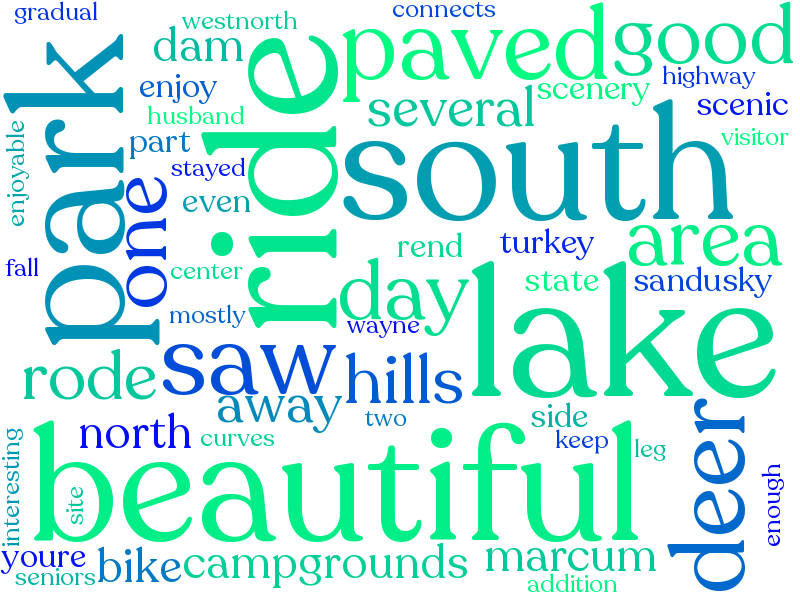 gradual
westnorth
connects
park
dam
ride
paved
good
enjoy
highway
scenery
husband
several
scenic
enjoyable
part
south
visitor
stayed
one
even
rend
turkey
area
fall
center
day
state
sandusky
lake
mostly
wayne
saw
hills
rode
away
north
two
side
deer
curves
keep
beautiful
leg
interesting
site
enough
youre
bike
campgrounds
marcum
seniors
addition